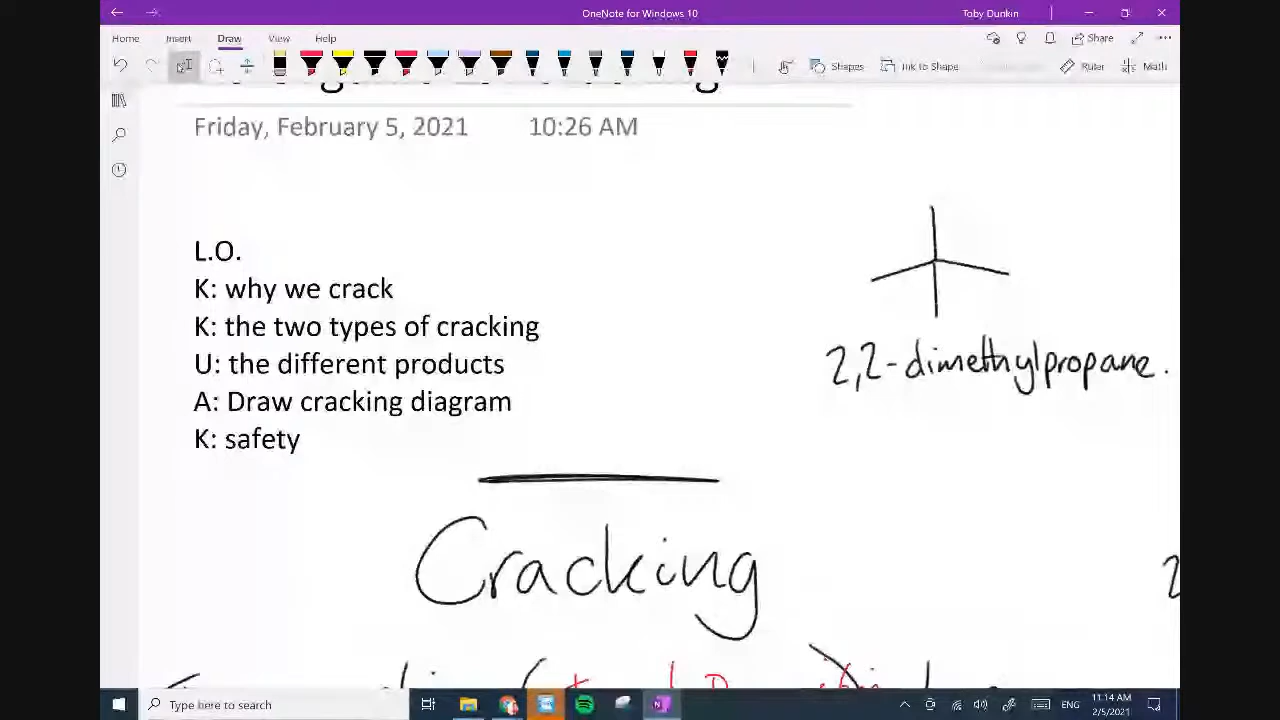 OneNote for Windows 10
Toby Dunkin
Home Insert Draw View Help
Share
Shapes Ink to Shape Ruler Math
Friday, February 5, 2021 10:26 AM
L.O.
K: why we crack
K: the two types of cracking
U: the different products
A: Draw cracking diagram
K: safety
2,2-dimethylpropane.
Cracking
2
Type here to search
ENG
11:14 AM
2/5/2021